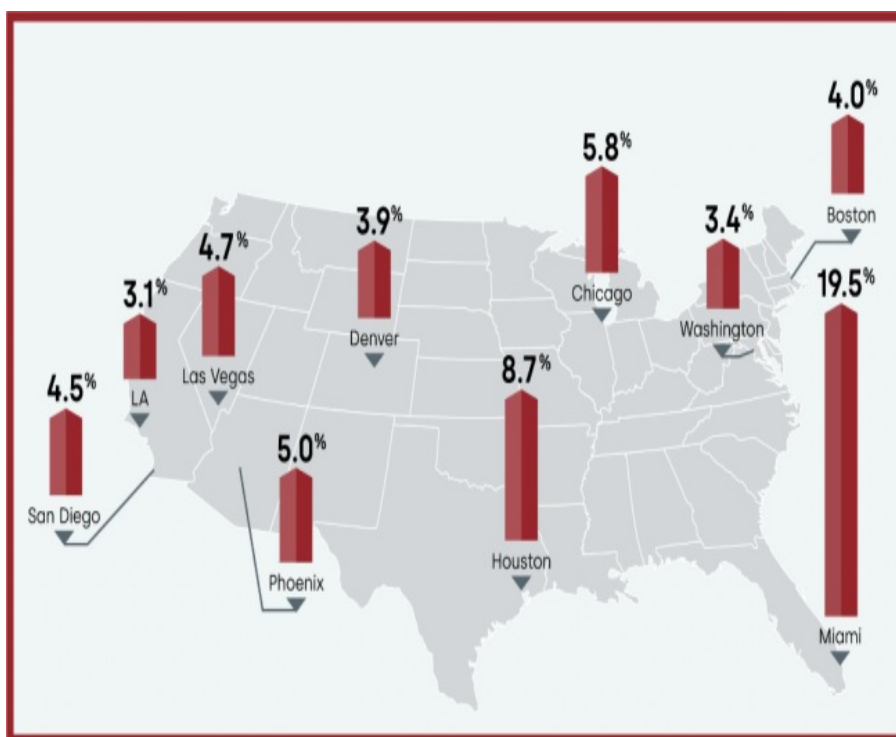 4.0%
Boston
5.8%
Chicago
3.4%
Washington
3.9%
Denver
4.7%
Las Vegas
3.1%
LA
19.5%
Miami
8.7%
Houston
4.5%
San Diego
5.0%
Phoenix